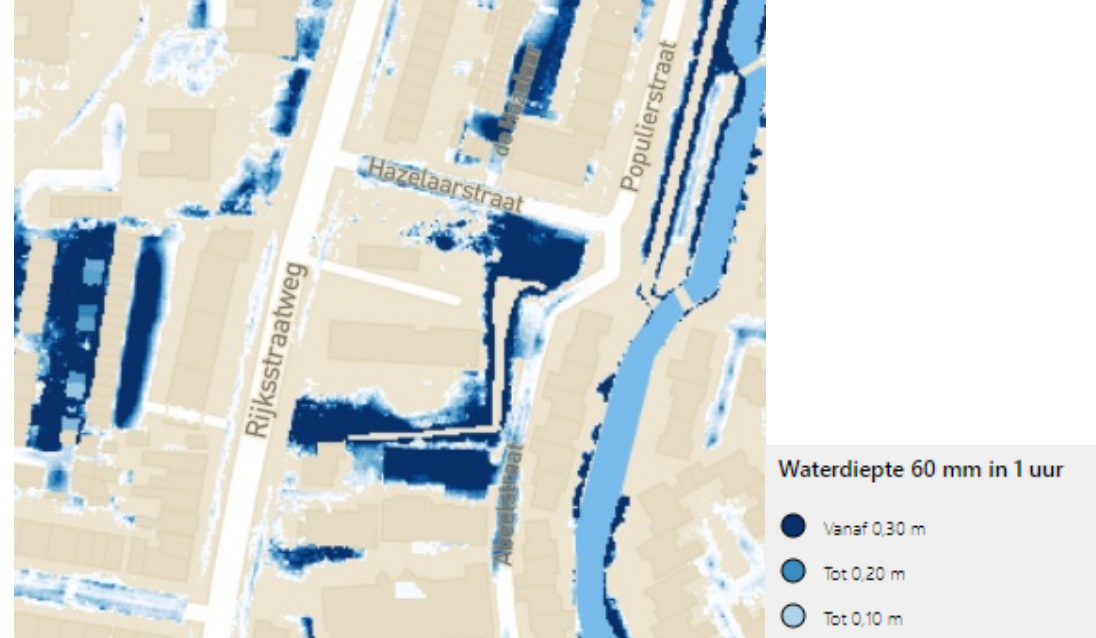 Populierstraat
Hazelaarstraat
Rijksstraatweg
Abeelstraat
Waterdiepte 60 mm in 1 uur
Vanaf 0,30 m
Tot 0,20 m
Tot 0,10 m